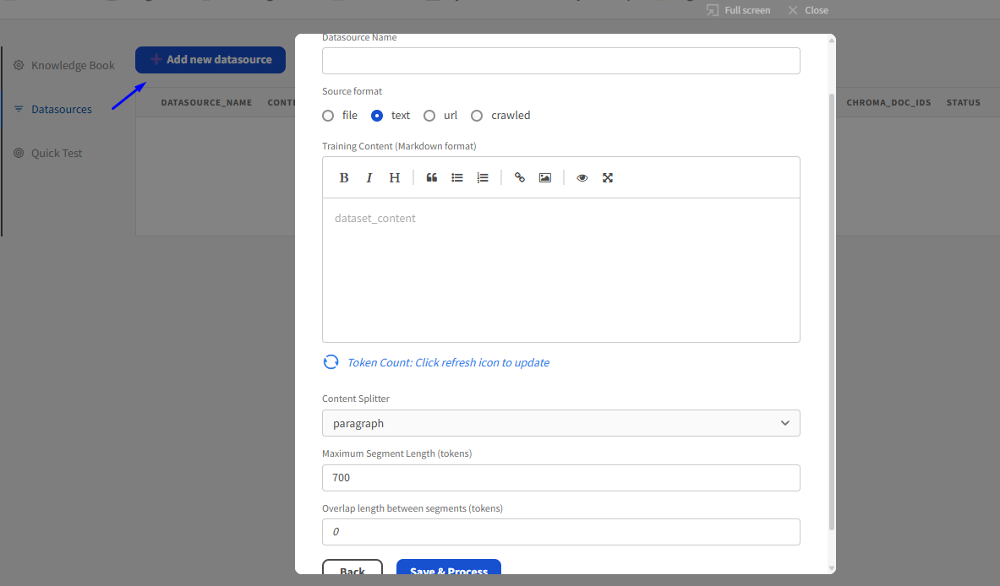 Full screen
Close
Knowledge Book
Add new datasource
Datasources
DATASOURCE_NAME
CHROMA_DOC_IDS
STATUS
Quick Test
Datasource Name
Source format
file text url crawled
Training Content (Markdown format)
B I H
dataset_content
Token Count: Click refresh icon to update
Content Splitter
paragraph
Maximum Segment Length (tokens)
700
Overlap length between segments (tokens)
0
Back
Save & Process